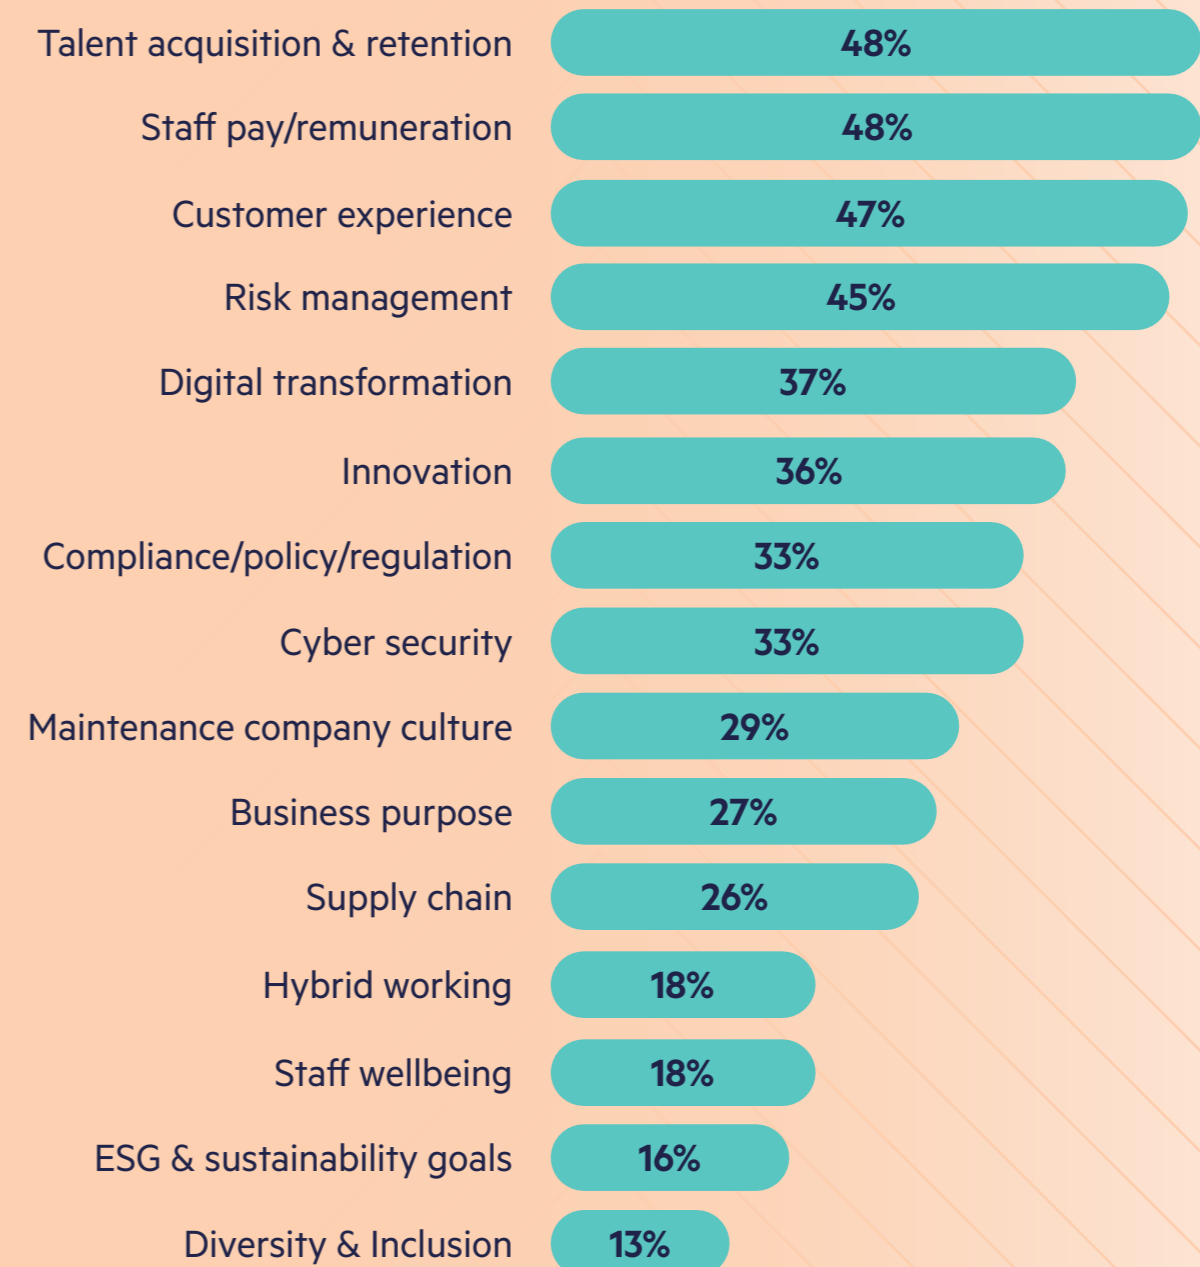 Talent acquisition & retention 48%
Staff pay/remuneration 48%
Customer experience 47%
Risk management 45%
Digital transformation 37%
Innovation 36%
Compliance/policy/regulation 33%
Cyber security 33%
Maintenance company culture 29%
Business purpose 27%
Supply chain 26%
Hybrid working 18%
Staff wellbeing 18%
ESG & sustainability goals 16%
Diversity & Inclusion 13%